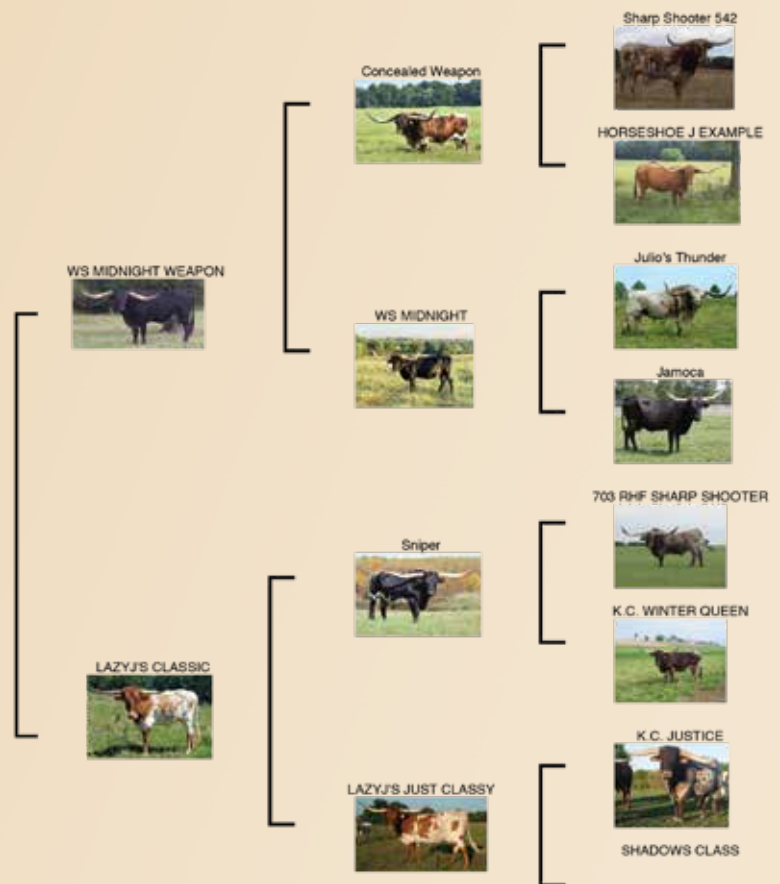 Sharp Shooter 542
Concealed Weapon
HORSESHOE J EXAMPLE
WS MIDNIGHT WEAPON
Julio's Thunder
WS MIDNIGHT
Jamoca
703 RHF SHARP SHOOTER
Sniper
K.C. WINTER QUEEN
LAZYJ'S CLASSIC
K.C. JUSTICE
LAZYJ'S JUST CLASSY
SHADOWS CLASS